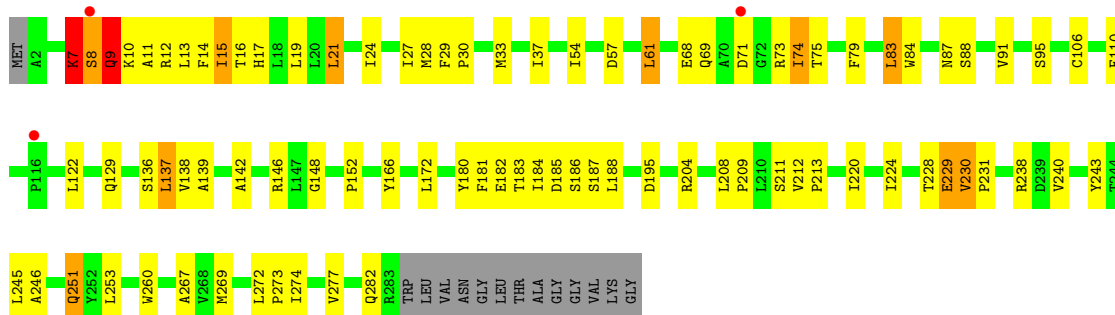 MET A2 K7 S8 Q9 K10 A11 R12 L13 F14 I15 T16 H17 L18 L19 L20 L21 I24 I27 M28 F29 P30 M33 I37 I54 D57 L61 E68 Q69 A70 D71 G72 R73 I74 T75 F79 L83 W84 N87 S88 V91 S95 C106
P116 L122 Q129 S136 L137 V138 A139 A142 R146 L147 G148 P152 Y166 L172 Y180 F181 E182 T183 I184 D185 S186 S187 L188 D195 R204 L208 P209 L210 S211 V212 P213 I220 I224 T228 E229 V230 P231 R238 D239 V240 Y243
L245 A246 Q251 Y252 L253 W260 A267 V268 M269 L272 P273 I274 V277 Q282 R283 TRP LEU VAL ASN GLY LEU THR ALA GLY GLY VAL LYS GLY